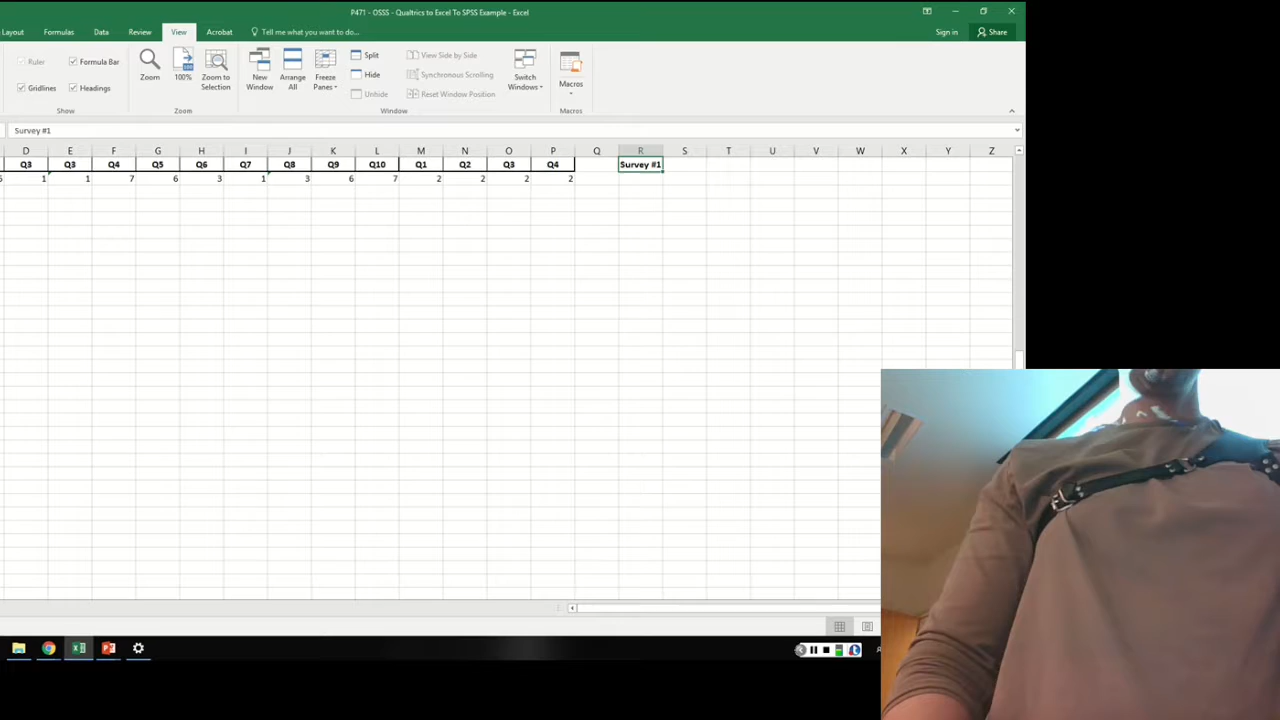 P471 - OSSS - Qualtrics to Excel To SPSS Example - Excel
Layout Formulas Data Review View Acrobat Tell me what you want to do... Sign in Share
Ruler Formula Bar Zoom 100% Zoom to Selection New Window Arrange All Freeze Panes Split View Side by Side Switch Windows Macros
Hide Synchronous Scrolling
Gridlines Headings Unhide Reset Window Position
Show Zoom Window Macros
Survey #1
D E F G H I J K L M N O P Q R S T U V W X Y Z
Q3 Q3 Q4 Q5 Q6 Q7 Q8 Q9 Q10 Q1 Q2 Q3 Q4 Survey #1
1 1 7 6 3 1 3 6 7 2 2 2 2